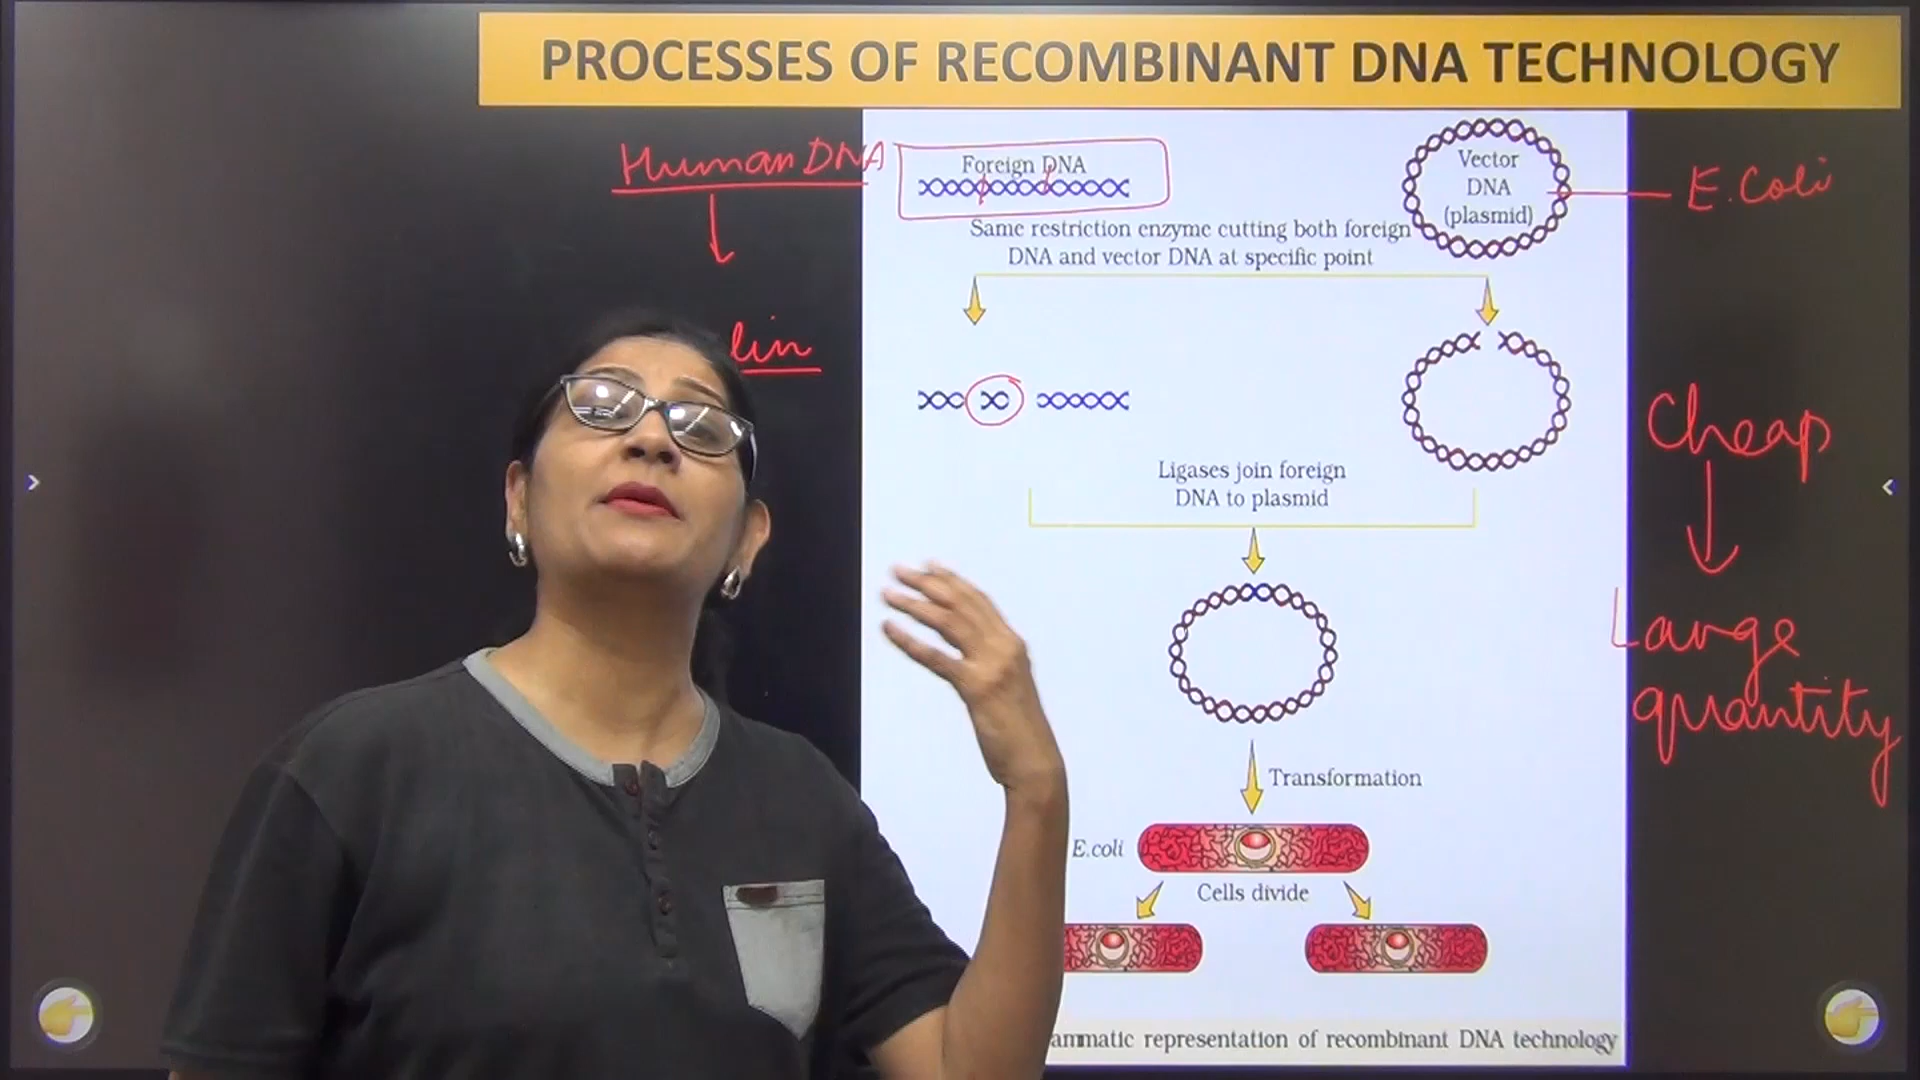 PROCESSES OF RECOMBINANT DNA TECHNOLOGY
Human DNA
Foreign DNA
Vector
DNA
(plasmid)
E. Coli
Same restriction enzyme cutting both foreign
DNA and vector DNA at specific point
lin
Cheap
Ligases join foreign
DNA to plasmid
Large
quantity
Transformation
E.coli
Cells divide
ammatic representation of recombinant DNA technology